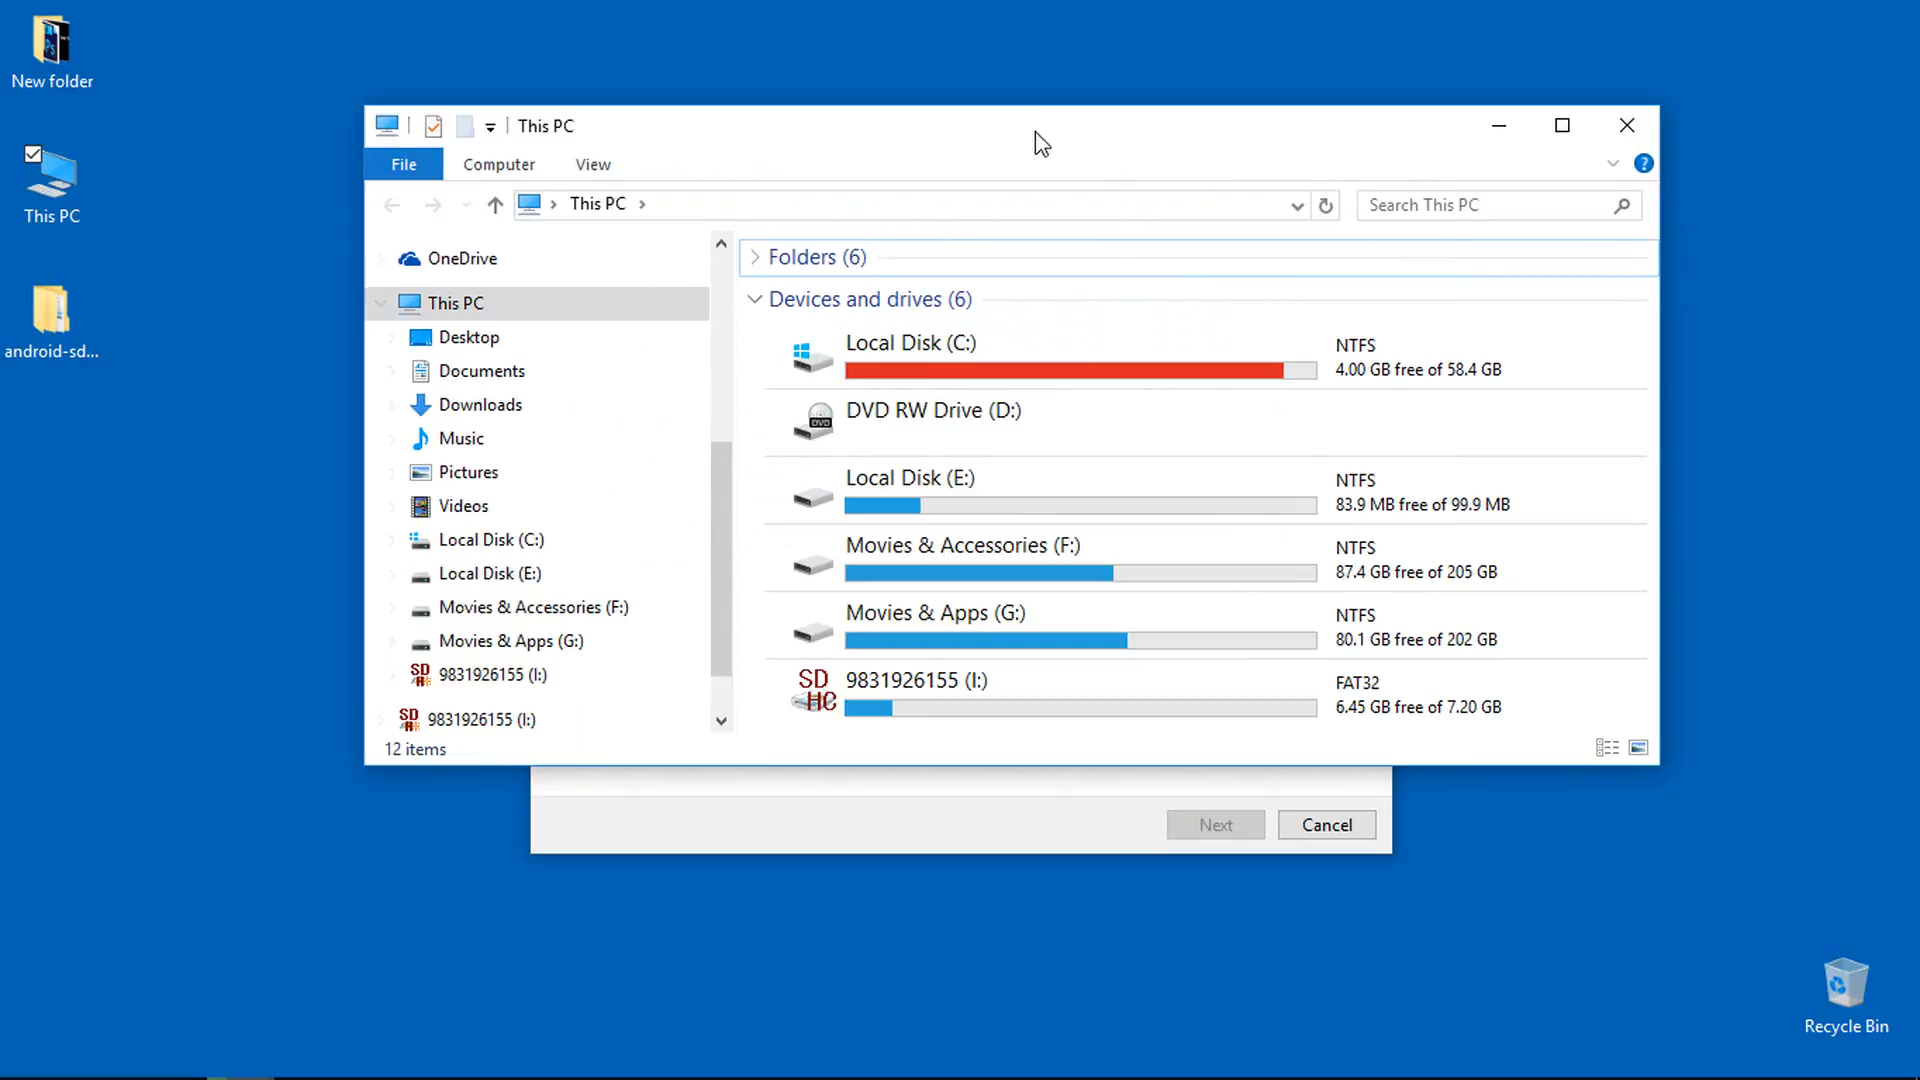 New folder
This PC
android-sd...
This PC
File
Computer
View
?
This PC
Search This PC
OneDrive
This PC
Desktop
Documents
Downloads
Music
Pictures
Videos
Local Disk (C:)
Local Disk (E:)
Movies & Accessories (F:)
Movies & Apps (G:)
SD
9831926155 (I:)
SD
9831926155 (I:)
12 items
Folders (6)
Devices and drives (6)
Local Disk (C:)
NTFS
4.00 GB free of 58.4 GB
DVD
DVD RW Drive (D:)
Local Disk (E:)
NTFS
83.9 MB free of 99.9 MB
Movies & Accessories (F:)
NTFS
87.4 GB free of 205 GB
Movies & Apps (G:)
NTFS
80.1 GB free of 202 GB
SD
HC
9831926155 (I:)
FAT32
6.45 GB free of 7.20 GB
Next
Cancel
Recycle Bin